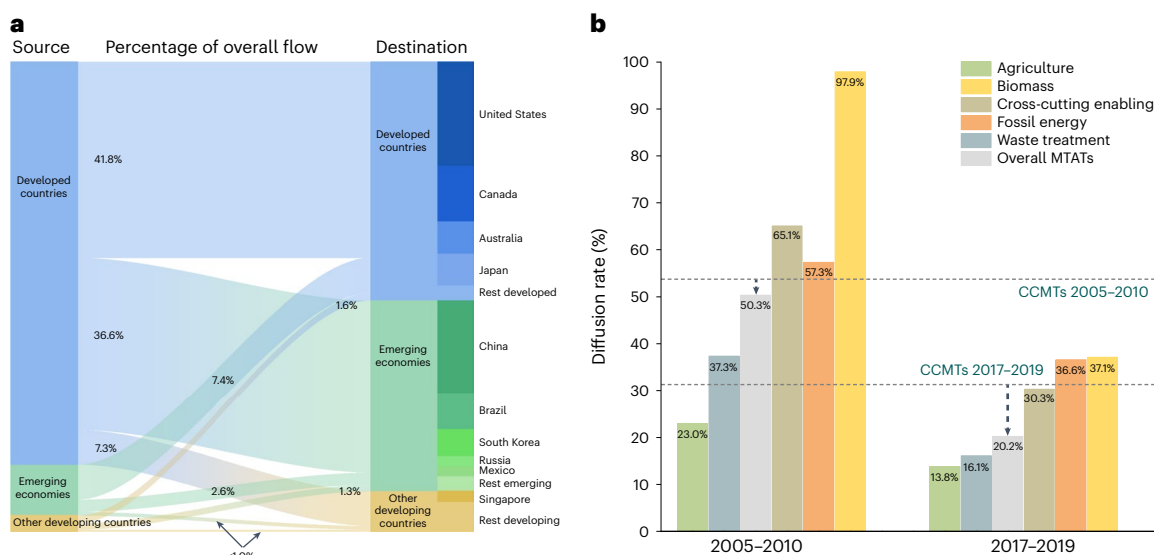 a
Source
Percentage of overall flow
Destination
Developed
countries
41.8%
36.6%
7.3%
Emerging
economies
Other developing countries
7.4%
2.6%
1.6%
1.3%
Developed
countries
Emerging
economies
Other
developing
countries
United States
Canada
Australia
Japan
Rest developed
China
Brazil
South Korea
Russia
Mexico
Rest emerging
Singapore
Rest developing
b
Diffusion rate (%)
100
90
80
70
60
50
40
30
20
10
0
Agriculture
Biomass
Cross-cutting enabling
Fossil energy
Waste treatment
Overall MTATs
23.0%
37.3%
50.3%
65.1%
57.3%
97.9%
CCMTs 2005–2010
CCMTs 2017–2019
13.8%
16.1%
20.2%
30.3%
36.6%
37.1%
2005–2010
2017–2019